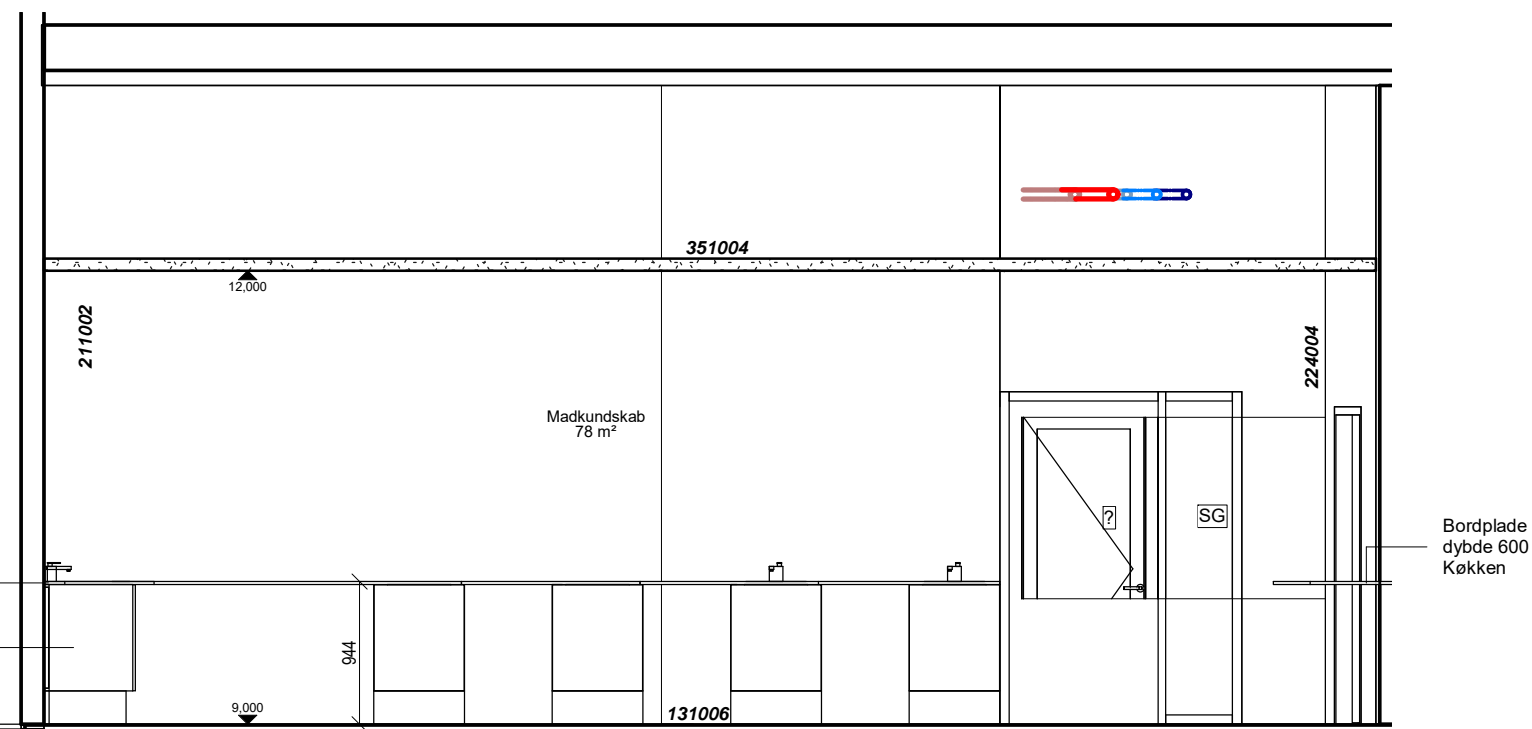 351004
12,000
211002
224004
Madkundskab
78 m²
?
SG
Bordplade
dybde 600
Køkken
944
9,000
131006